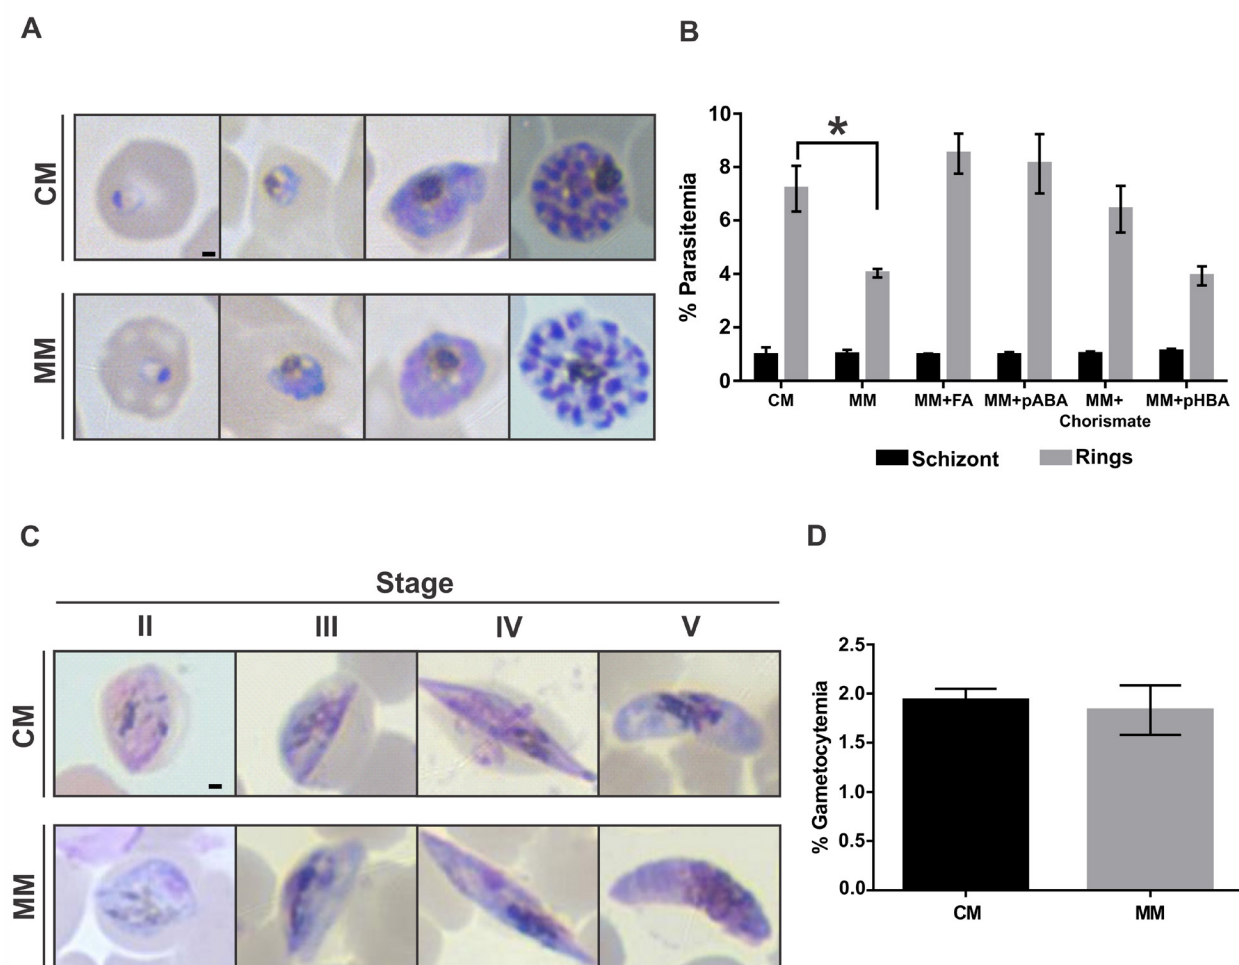 A
CM
MM
B
% Parasitemia
10
8
6
4
2
0
*
CM MM MM+FA MM+pABA MM+ MM+pHBA
Chorismate
Schizont Rings
C
Stage
II III IV V
CM
MM
D
% Gametocytemia
2.5
2.0
1.5
1.0
0.5
0.0
CM MM